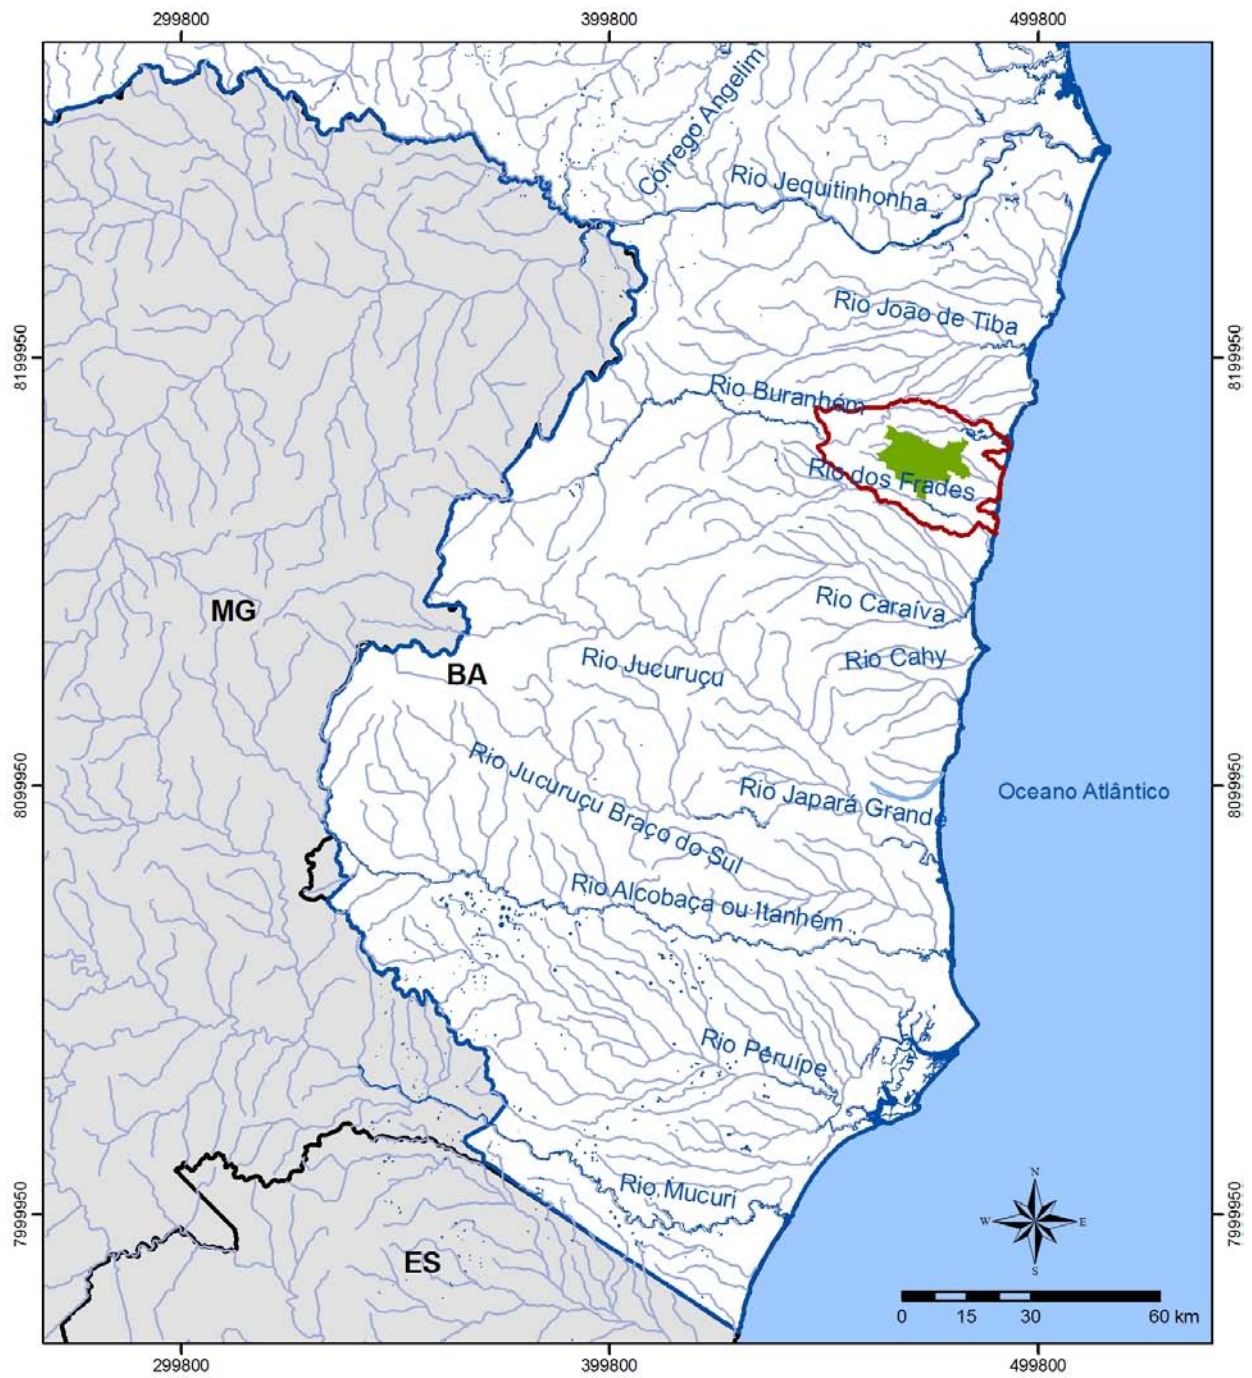 299800
399800
499800
Córrego Angelim
Rio Jequitinhonha
Rio João de Tiba
8199950
8199950
Rio Buranhém
Rio dos Frades
MG
Rio Caraíva
Rio Cahy
BA
Rio Jucuruçu
Rio Jucuruçu Braço do Sul
Rio Japará Grande
Oceano Atlântico
8099950
8099950
Rio Alcobaça ou Itanhém
Rio Peruípe
Rio Mucuri
N
W
E
S
7999950
7999950
ES
0 15 30 60 km
299800
399800
499800